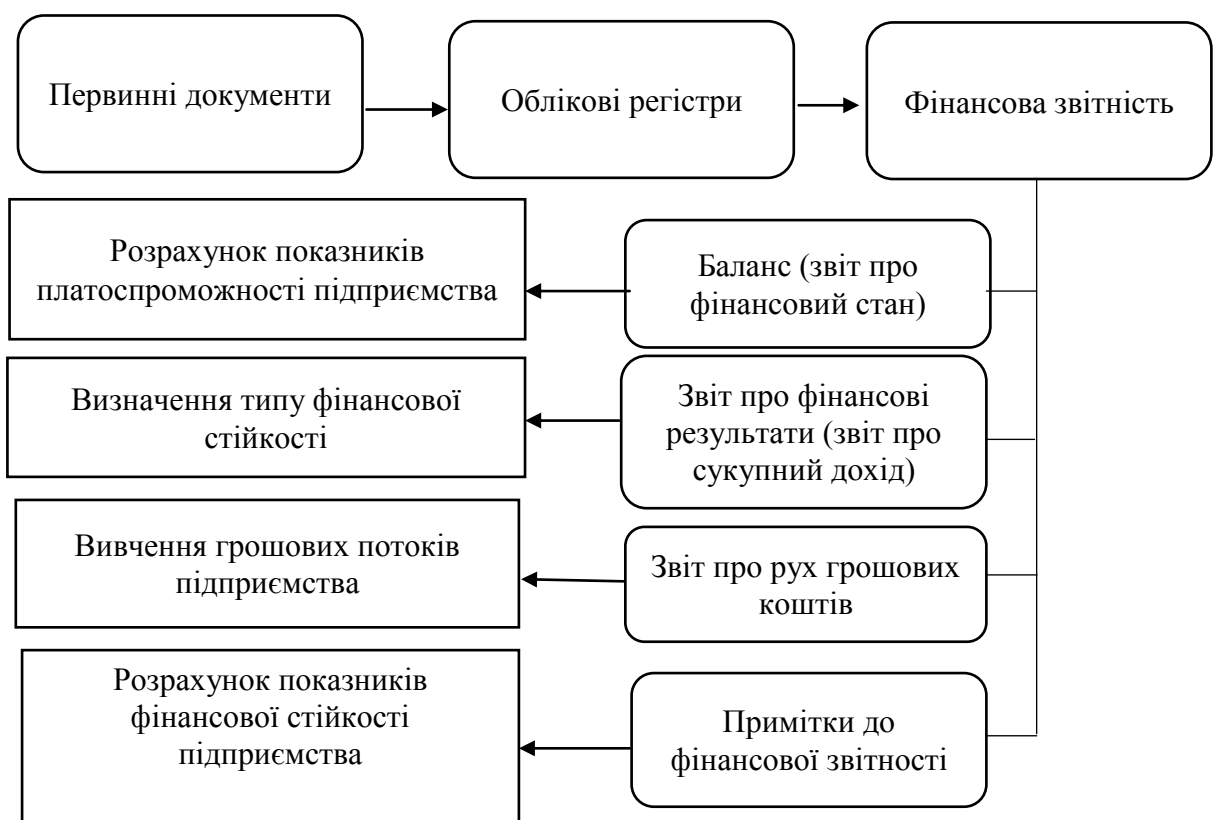 Первинні документи
Облікові регістри
Фінансова звітність
Розрахунок показників
платоспроможності підприємства
Баланс (звіт про
фінансовий стан)
Визначення типу фінансової
стійкості
Звіт про фінансові
результати (звіт про
сукупний дохід)
Вивчення грошових потоків
підприємства
Звіт про рух грошових
коштів
Розрахунок показників
фінансової стійкості
підприємства
Примітки до
фінансової звітності